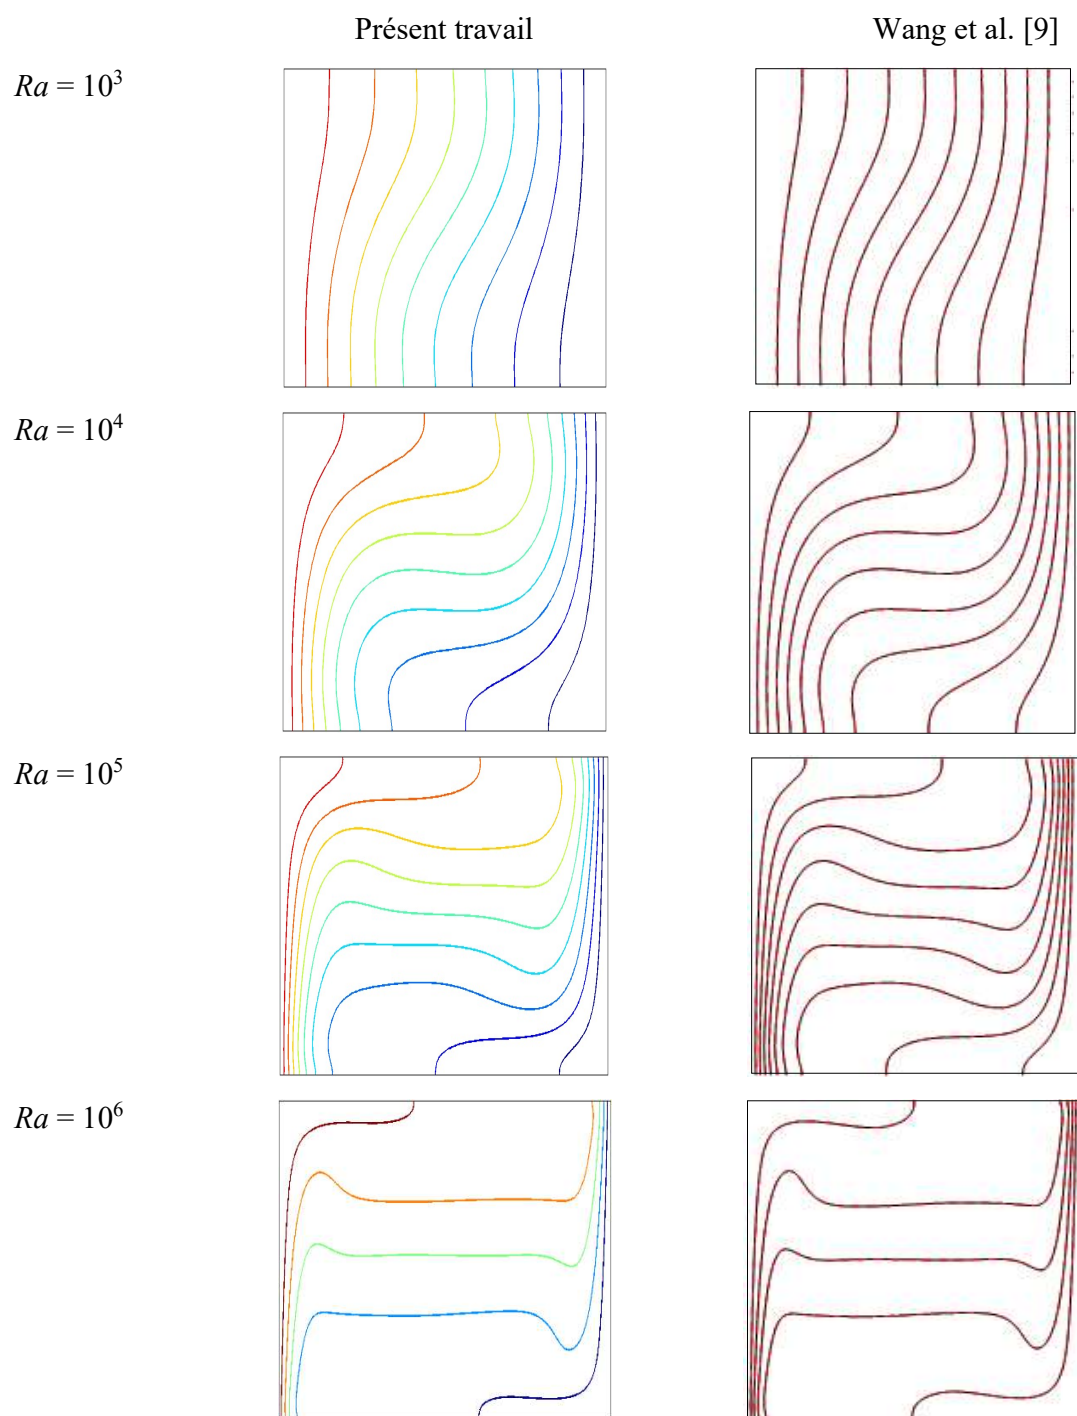 Présent travail Wang et al. [9]
Ra = 10³
Ra = 10⁴
Ra = 10⁵
Ra = 10⁶